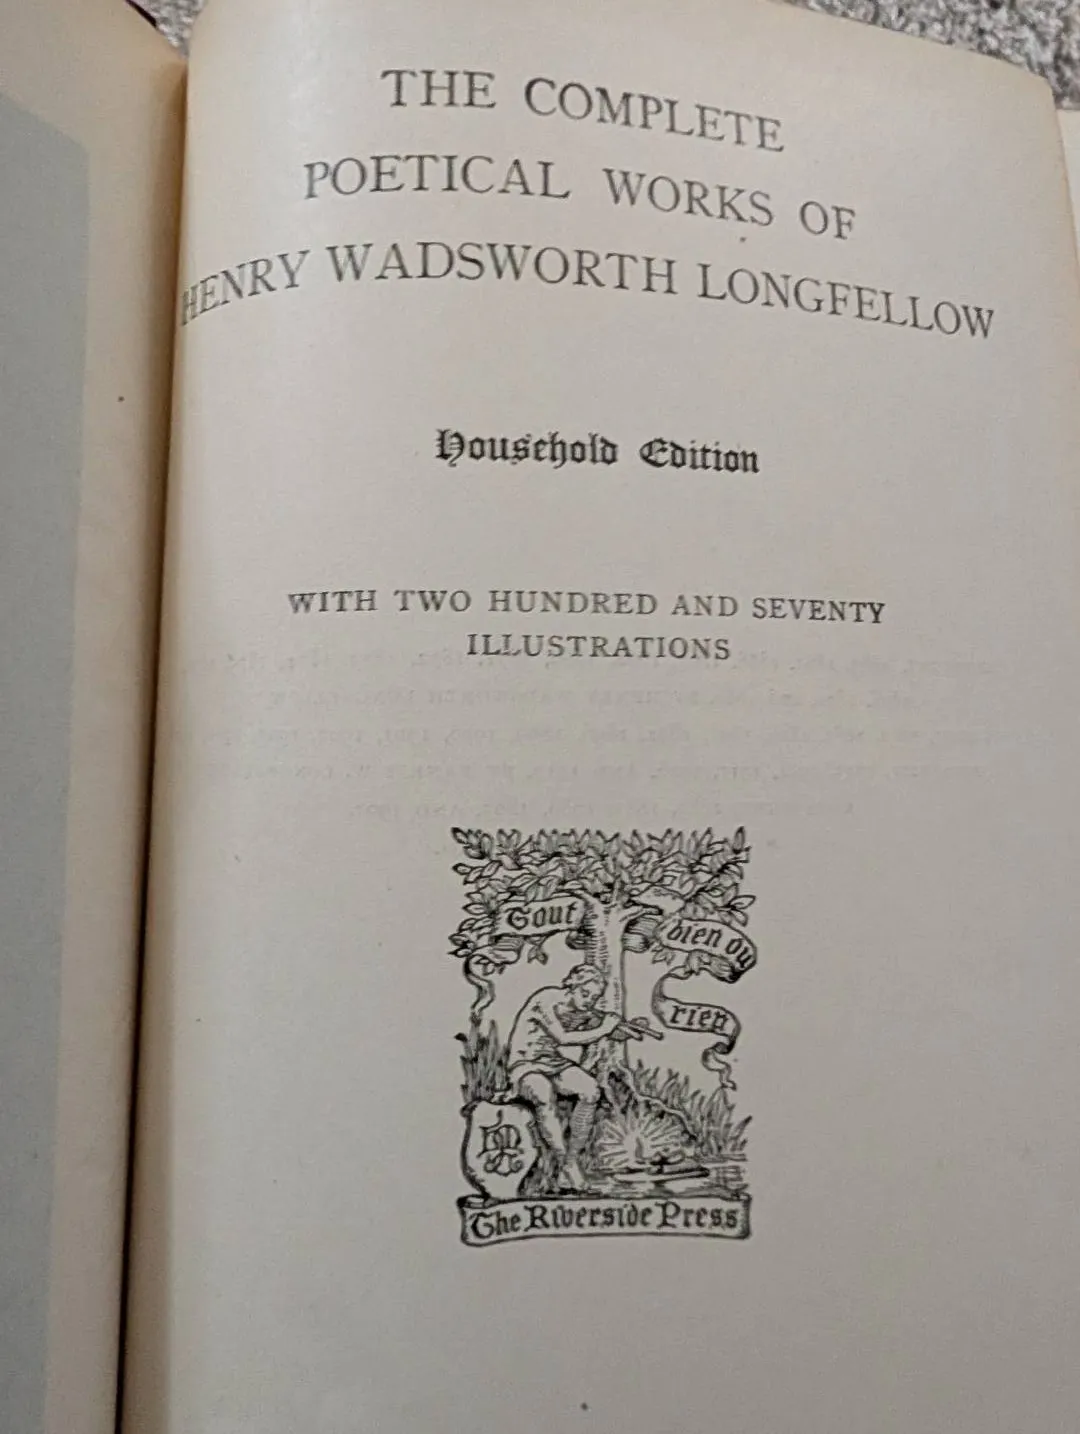 THE COMPLETE
POETICAL WORKS OF
HENRY WADSWORTH LONGFELLOW
Household Edition
WITH TWO HUNDRED AND SEVENTY
ILLUSTRATIONS
Tout
bien ou
rien
The Riverside Press